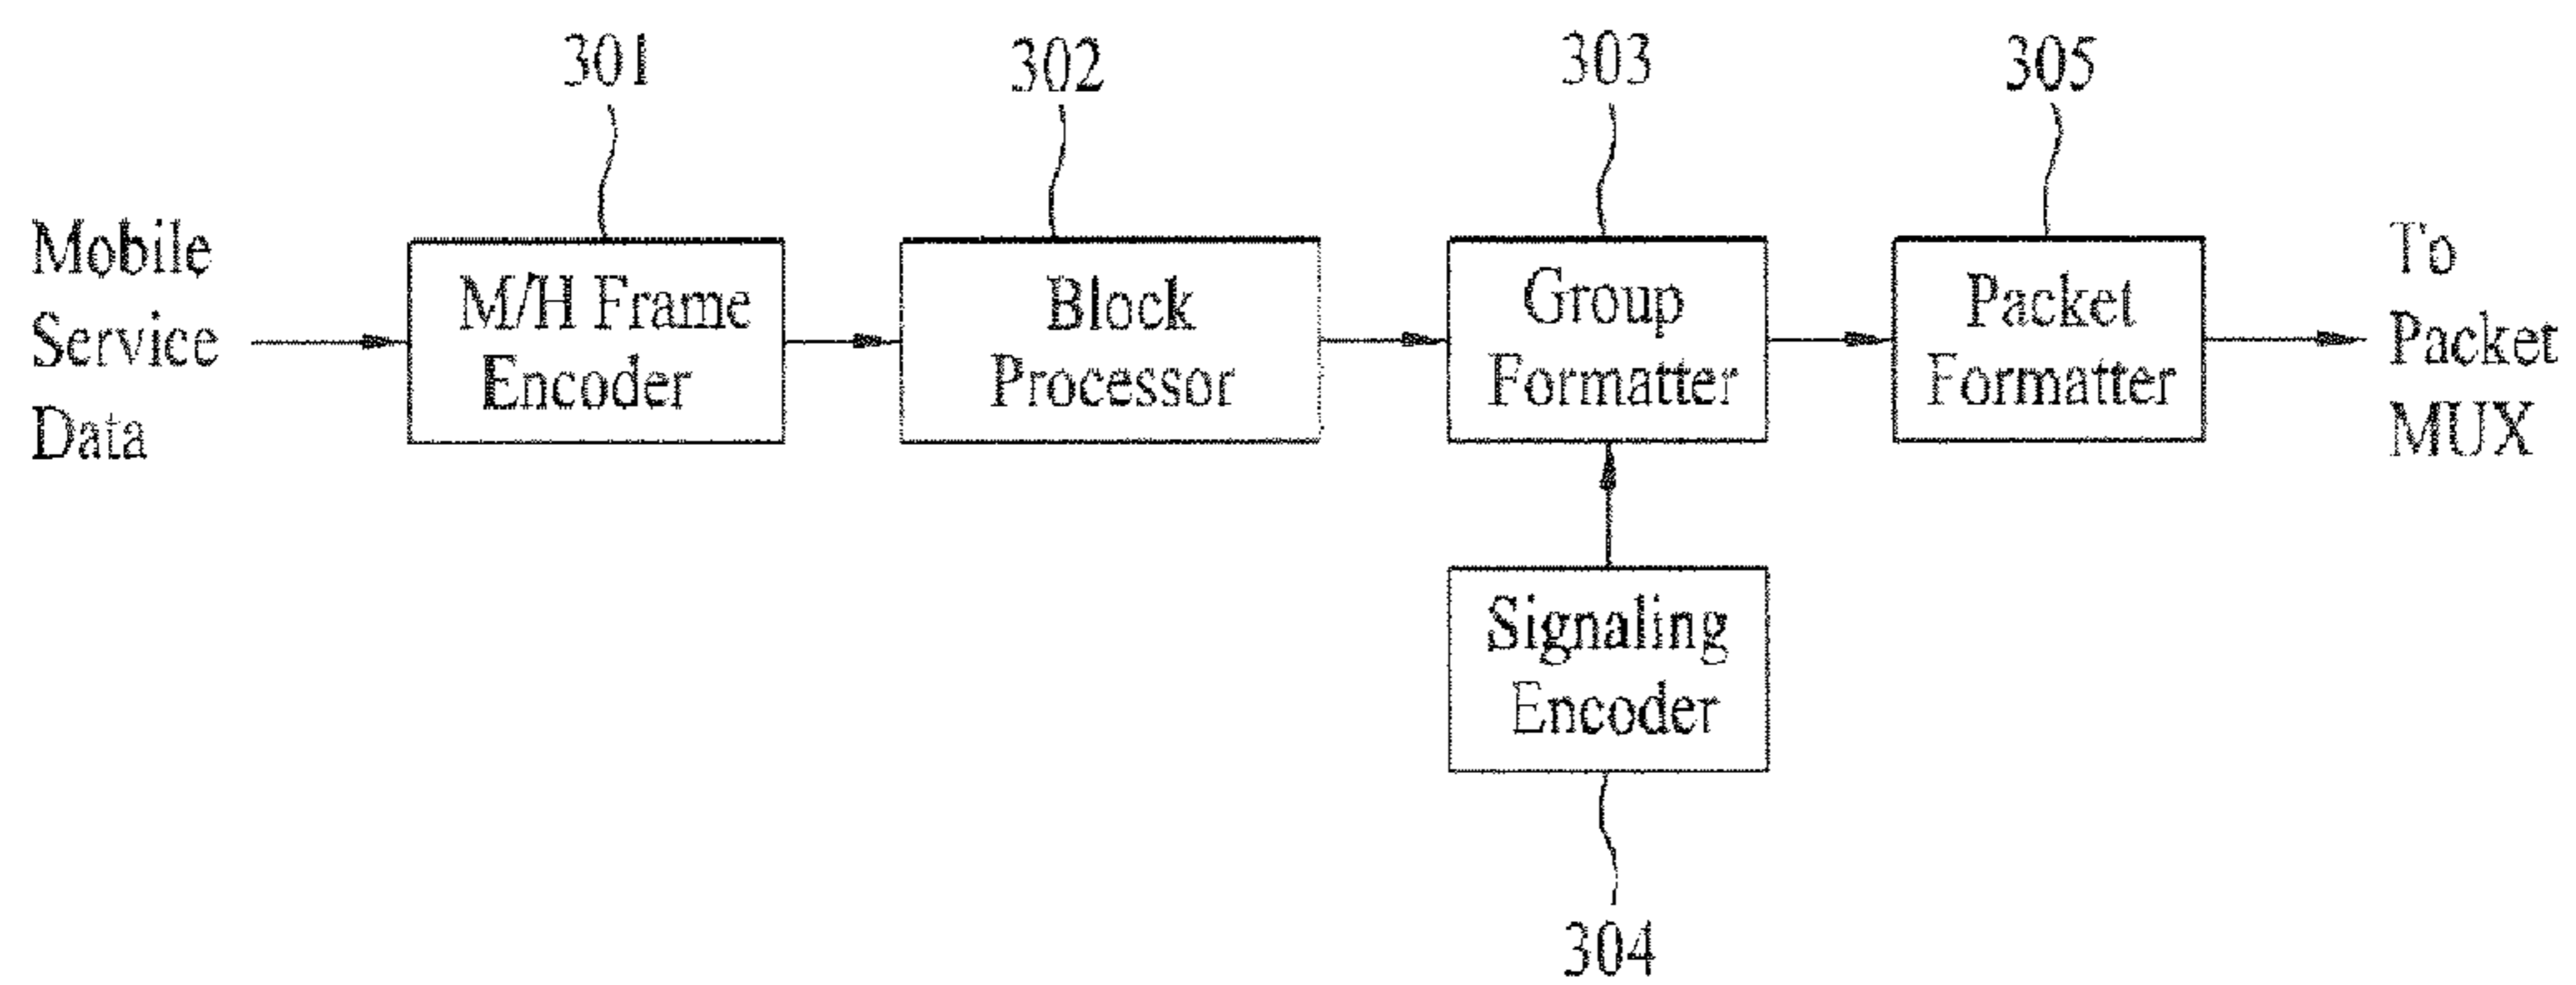 301
302
303
305
Mobile
Service
Data
M/H Frame
Encoder
Block
Processor
Group
Formatter
Packet
Formatter
To
Packet
MUX
Signaling
Encoder
304